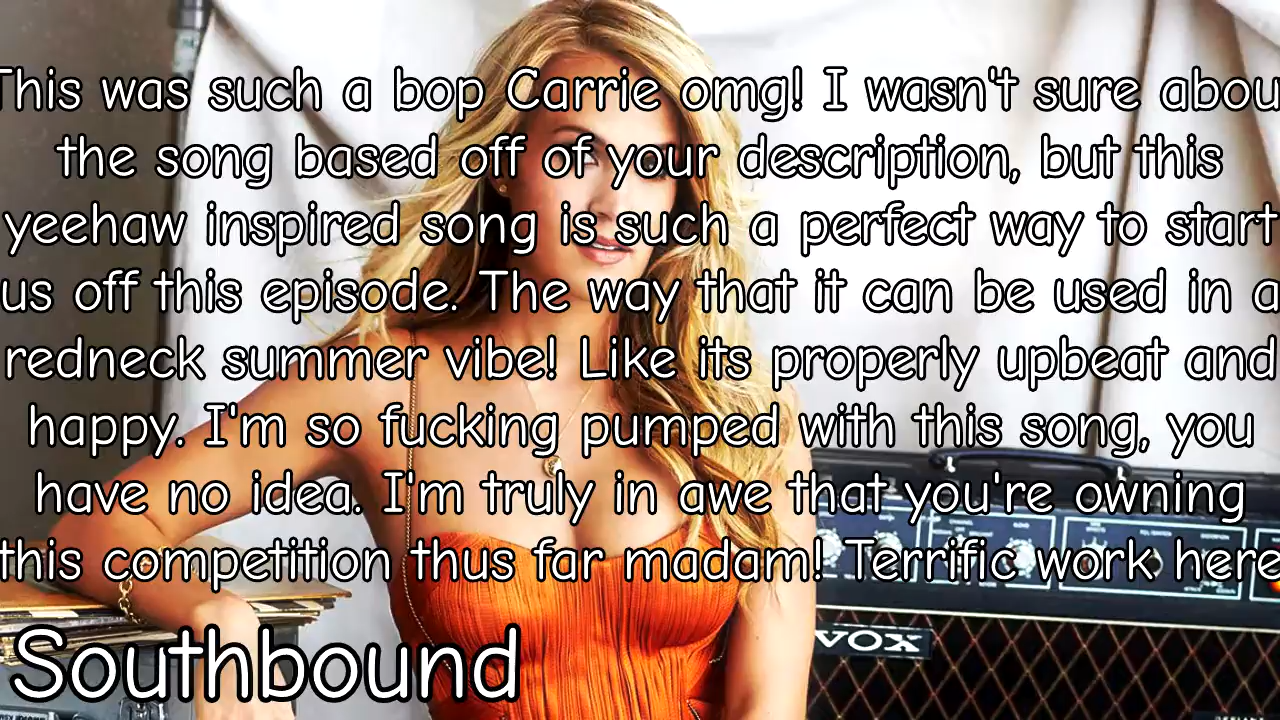 This was such a bop Carrie omg! I wasn't sure abou
the song based off of your description, but this
yeehaw inspired song is such a perfect way to start
us off this episode. The way that it can be used in a
redneck summer vibe! Like its properly upbeat and
happy. I'm so fucking pumped with this song, you
have no idea. I'm truly in awe that you're owning
this competition thus far madam! Terrific work here
VOX
Southbound